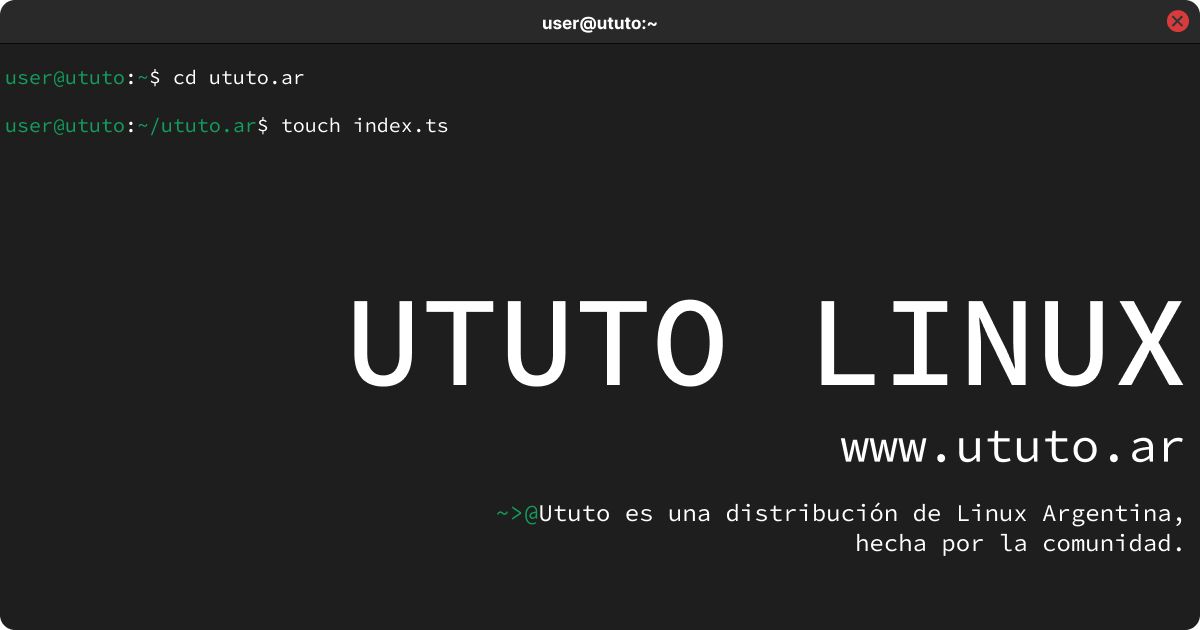 user@ututo:~
user@ututo:~$ cd ututo.ar
user@ututo:~/ututo.ar$ touch index.ts
UTUTO LINUX
www.ututo.ar
~>@Ututo es una distribución de Linux Argentina,
hecha por la comunidad.